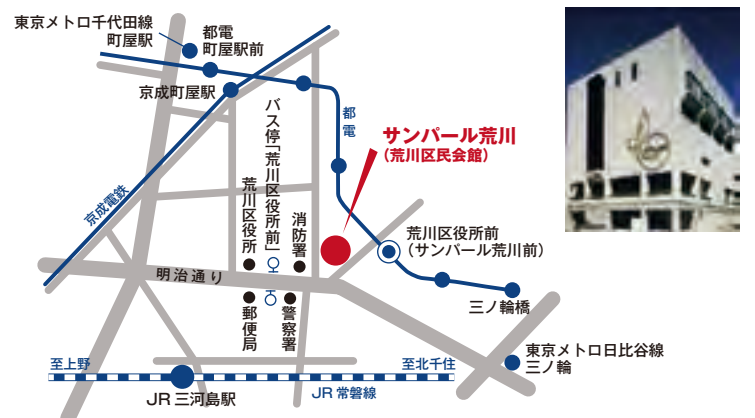 東京メトロ千代田線
町屋駅
都電
町屋駅前
京成町屋駅
都電
サンパール荒川
(荒川区民会館)
バス停「荒川区役所前」
京成電鉄
荒川区役所
消防署
荒川区役所前
(サンパール荒川前)
明治通り
三ノ輪橋
郵便局
警察署
東京メトロ日比谷線
三ノ輪
至上野
至北千住
JR 三河島駅
JR 常磐線